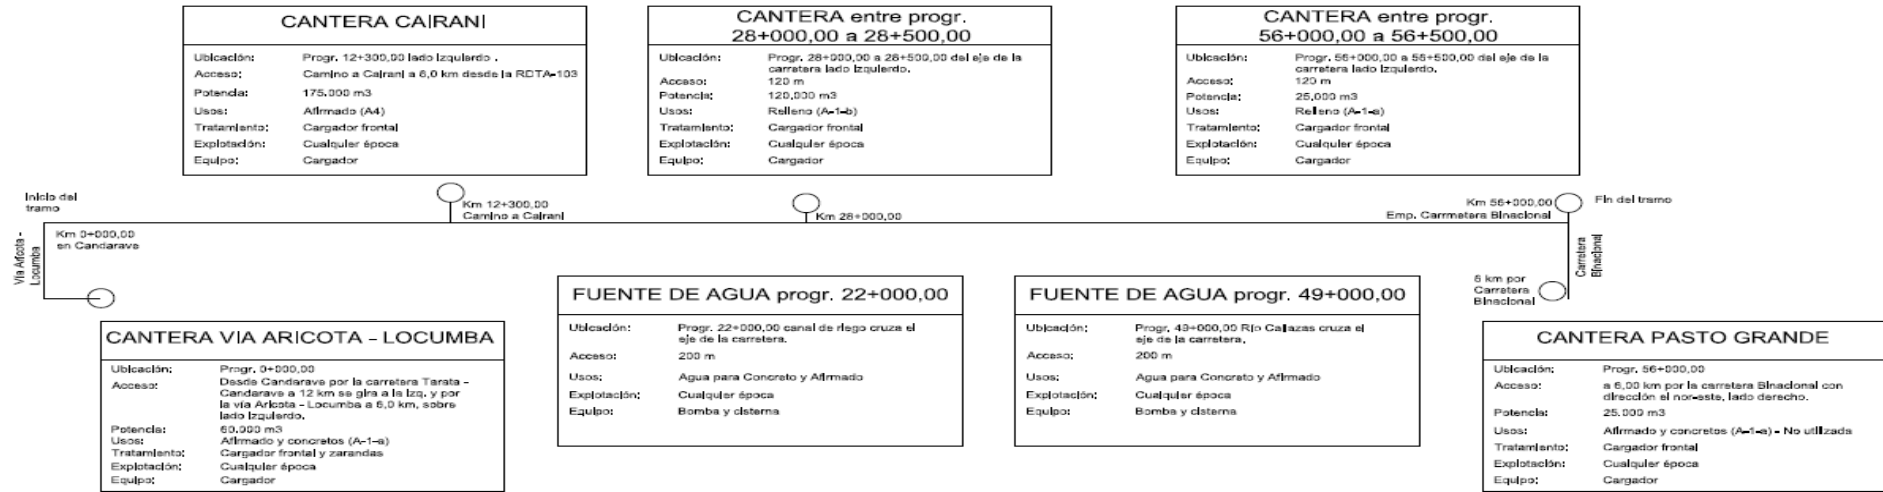 CANTERA CAIRANI
Ubicación: Progr. 12+300,00 lado izquierdo .
Acceso: Camino a Cairani a 6,0 km desde la RDTA-103
Potencia: 175.000 m3
Usos: Afirmado (A4)
Tratamiento: Cargador frontal
Explotación: Cualquier época
Equipo: Cargador
CANTERA entre progr.
28+000,00 a 28+500,00
Ubicación: Progr. 28+000,00 a 28+500,00 del eje de la
carretera lado izquierdo.
Acceso: 120 m
Potencia: 120,000 m3
Usos: Relleno (A-1-b)
Tratamiento: Cargador frontal
Explotación: Cualquier época
Equipo: Cargador
CANTERA entre progr.
56+000,00 a 56+500,00
Ubicación: Progr. 56+000,00 a 56+500,00 del eje de la
carretera lado izquierdo.
Acceso: 120 m
Potencia: 25,000 m3
Usos: Relleno (A-1-a)
Tratamiento: Cargador frontal
Explotación: Cualquier época
Equipo: Cargador
Inicio del
tramo
Km 0+000,00
en Candarave
Vía Aricota -
Locumba
Km 12+300,00
Camino a Cairani
Km 28+000,00
Km 56+000,00
Emp. Carrmetera Binacional
Fin del tramo
Carretera
Binacional
6 km por
Carretera
Binacional
CANTERA VIA ARICOTA - LOCUMBA
Ubicación: Progr. 0+000,00
Acceso: Desde Candarave por la carretera Tarata -
Candarave a 12 km se gira a la izq. y por
la vía Aricota - Locumba a 6,0 km, sobre
lado izquierdo.
Potencia: 60,000 m3
Usos: Afirmado y concretos (A-1-a)
Tratamiento: Cargador frontal y zarandas
Explotación: Cualquier época
Equipo: Cargador
FUENTE DE AGUA progr. 22+000,00
Ubicación: Progr. 22+000,00 canal de riego cruza el
eje de la carretera.
Acceso: 200 m
Usos: Agua para Concreto y Afirmado
Explotación: Cualquier época
Equipo: Bomba y cisterna
FUENTE DE AGUA progr. 49+000,00
Ubicación: Progr. 49+000,00 Río Callazas cruza el
eje de la carretera,
Acceso: 200 m
Usos: Agua para Concreto y Afirmado
Explotación: Cualquier época
Equipo: Bomba y cisterna
CANTERA PASTO GRANDE
Ubicación: Progr. 56+000,00
Acceso: a 6,00 km por la carretera Binacional con
dirección el nor-este, lado derecho.
Potencia: 25.000 m3
Usos: Afirmado y concretos (A-1-a) - No utilizada
Tratamiento: Cargador frontal
Explotación: Cualquier época
Equipo: Cargador